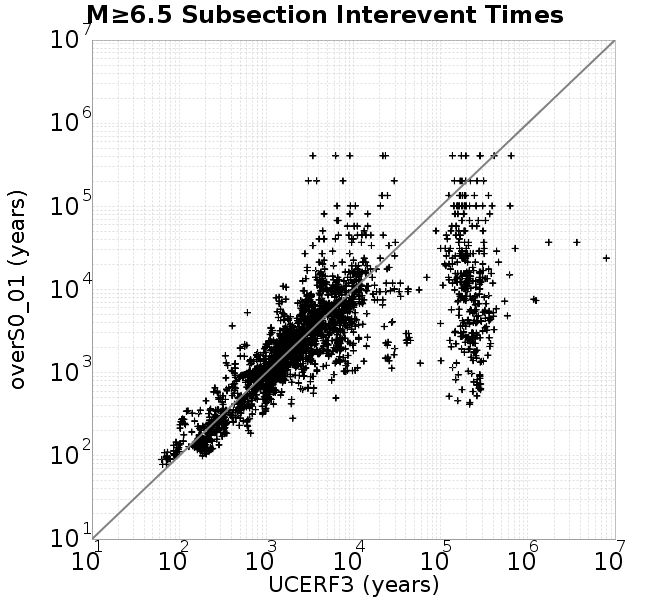 M≥6.5 Subsection Interevent Times
10^7
10^6
10^5
10^4
10^3
10^2
10^1
overS0_01 (years)
10^1 10^2 10^3 10^4 10^5 10^6 10^7
UCERF3 (years)